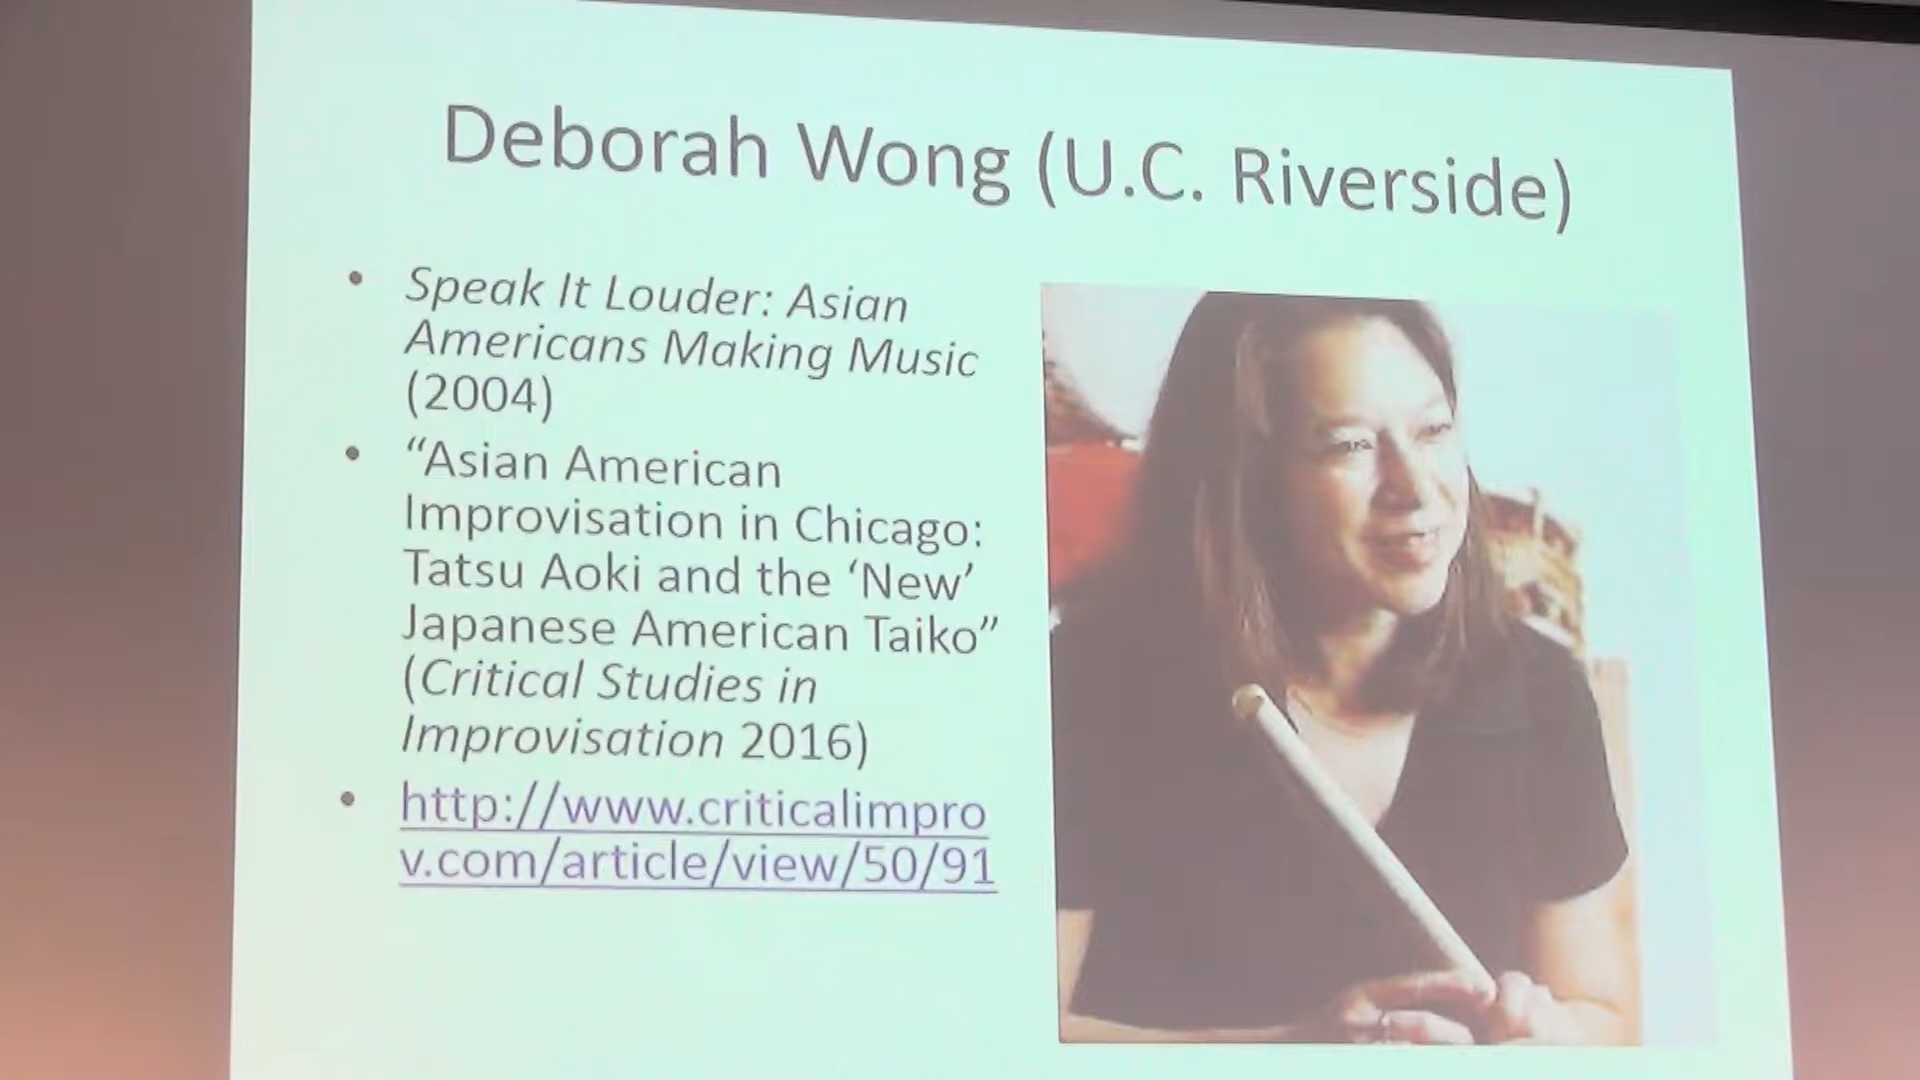 Deborah Wong (U.C. Riverside)
• Speak It Louder: Asian
Americans Making Music
(2004)
• “Asian American
Improvisation in Chicago:
Tatsu Aoki and the ‘New’
Japanese American Taiko”
(Critical Studies in
Improvisation 2016)
• http://www.criticalimpro
v.com/article/view/50/91